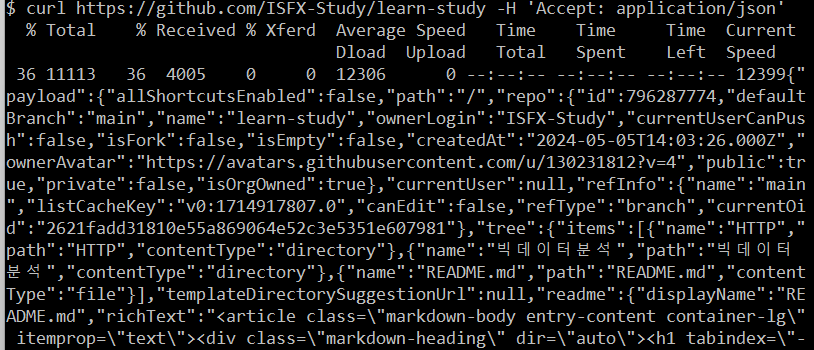 $ curl https://github.com/ISFX-Study/learn-study -H 'Accept: application/json'
  % Total    % Received % Xferd  Average Speed   Time    Time     Time  Current
                                 Dload  Upload   Total   Spent    Left  Speed
 36 11113   36  4005    0     0  12306      0 --:--:-- --:--:-- --:--:-- 12399{"
payload":{"allShortcutsEnabled":false,"path":"/","repo":{"id":796287774,"default
Branch":"main","name":"learn-study","ownerLogin":"ISFX-Study","currentUserCanPus
h":false,"isFork":false,"isEmpty":false,"createdAt":"2024-05-05T14:03:26.000Z","
ownerAvatar":"https://avatars.githubusercontent.com/u/130231812?v=4","public":tr
ue,"private":false,"isOrgOwned":true},"currentUser":null,"refInfo":{"name":"main
","listCacheKey":"v0:1714917807.0","canEdit":false,"refType":"branch","currentOi
d":"2621fadd31810e55a869064e52c3e5351e607981"},"tree":{"items":[{"name":"HTTP","
path":"HTTP","contentType":"directory"},{"name":"빅데이터분석","path":"빅데이터
분석","contentType":"directory"},{"name":"README.md","path":"README.md","content
Type":"file"}],"templateDirectorySuggestionUrl":null,"readme":{"displayName":"RE
ADME.md","richText":"<article class=\"markdown-body entry-content container-lg\"
 itemprop=\"text\"><div class=\"markdown-heading\" dir=\"auto\"><h1 tabindex=\"-